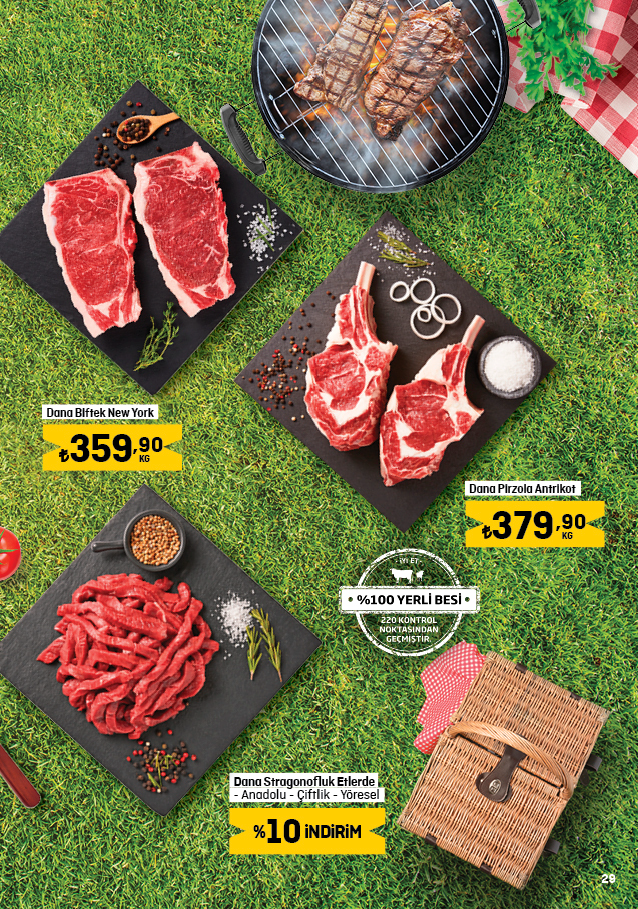 Dana Biftek New York
₺359,90
KG
Dana Pirzola Antrikot
₺379,90
KG
• İYİ ET •
• %100 YERLİ BESİ •
220 KONTROL
NOKTASINDAN
GEÇMİŞTİR.
Dana Stragonofluk Etlerde
- Anadolu - Çiftlik - Yöresel
%10 İNDİRİM
29